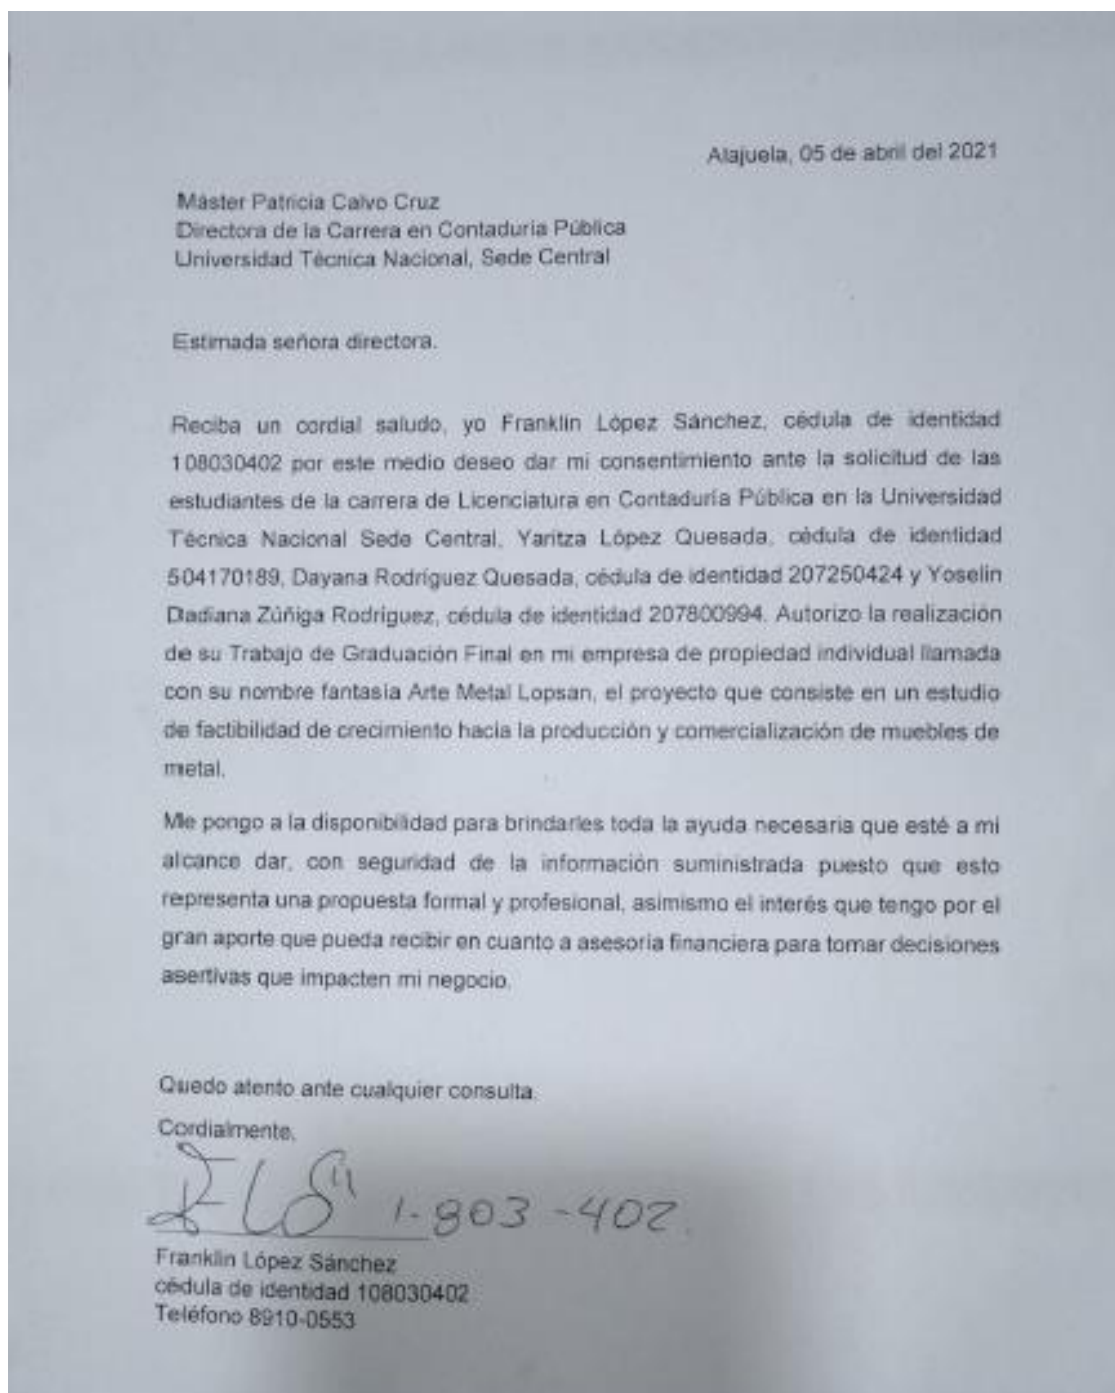 Alajuela, 05 de abril del 2021
Máster Patricia Calvo Cruz
Directora de la Carrera en Contaduría Pública
Universidad Técnica Nacional, Sede Central
Estimada señora directora.
Reciba un cordial saludo, yo Franklin López Sánchez, cédula de identidad
108030402 por este medio deseo dar mi consentimiento ante la solicitud de las
estudiantes de la carrera de Licenciatura en Contaduría Pública en la Universidad
Técnica Nacional Sede Central, Yaritza López Quesada, cédula de identidad
504170189, Dayana Rodríguez Quesada, cédula de identidad 207250424 y Yoselin
Dadiana Zúñiga Rodríguez, cédula de identidad 207800994. Autorizo la realización
de su Trabajo de Graduación Final en mi empresa de propiedad individual llamada
con su nombre fantasía Arte Metal Lopsan, el proyecto que consiste en un estudio
de factibilidad de crecimiento hacia la producción y comercialización de muebles de
metal.
Me pongo a la disponibilidad para brindarles toda la ayuda necesaria que esté a mi
alcance dar, con seguridad de la información suministrada puesto que esto
representa una propuesta formal y profesional, asimismo el interés que tengo por el
gran aporte que pueda recibir en cuanto a asesoría financiera para tomar decisiones
asertivas que impacten mi negocio.
Quedo atento ante cualquier consulta.
Cordialmente,
1-803-402.
Franklin López Sánchez
cédula de identidad 108030402
Teléfono 8910-0553